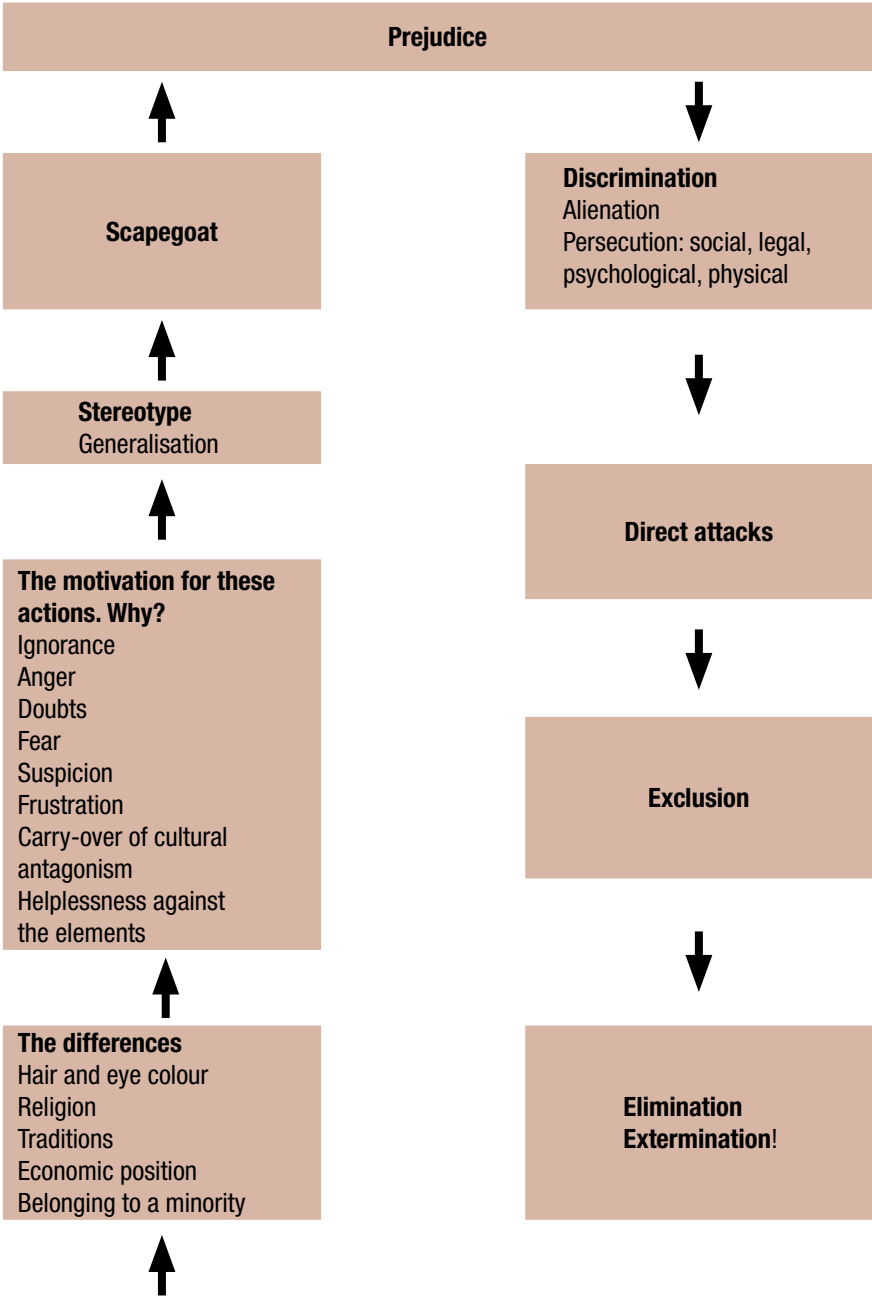 Prejudice
Scapegoat
Stereotype
Generalisation
The motivation for these
actions. Why?
Ignorance
Anger
Doubts
Fear
Suspicion
Frustration
Carry-over of cultural
antagonism
Helplessness against
the elements
The differences
Hair and eye colour
Religion
Traditions
Economic position
Belonging to a minority
Discrimination
Alienation
Persecution: social, legal,
psychological, physical
Direct attacks
Exclusion
Elimination
Extermination!